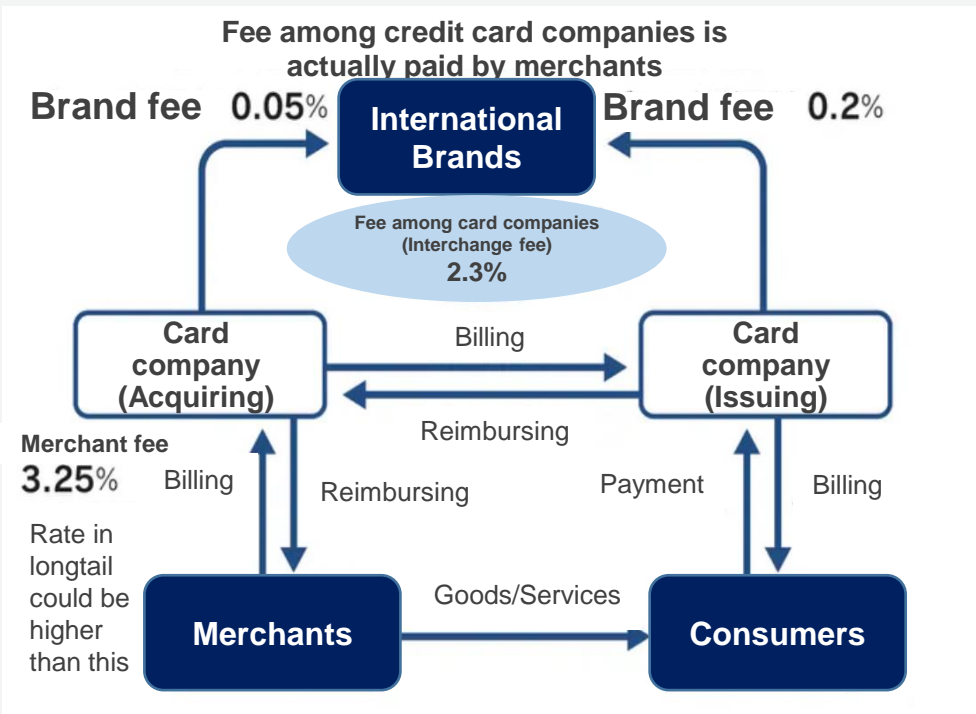 Fee among credit card companies is
actually paid by merchants
Brand fee 0.05%
International
Brands
Brand fee 0.2%
Fee among card companies
(Interchange fee)
2.3%
Card
company
(Acquiring)
Billing
Card
company
(Issuing)
Reimbursing
Merchant fee
3.25%
Billing
Reimbursing
Payment
Billing
Rate in
longtail
could be
higher
than this
Goods/Services
Merchants
Consumers